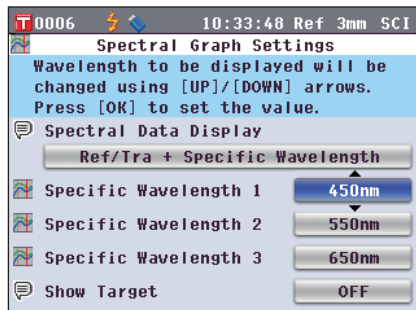 T0006 10:33:48 Ref 3mm SCI
Spectral Graph Settings
Wavelength to be displayed will be
changed using [UP]/[DOWN] arrows.
Press [OK] to set the value.
Spectral Data Display
Ref/Tra + Specific Wavelength
Specific Wavelength 1 450nm
Specific Wavelength 2 550nm
Specific Wavelength 3 650nm
Show Target OFF